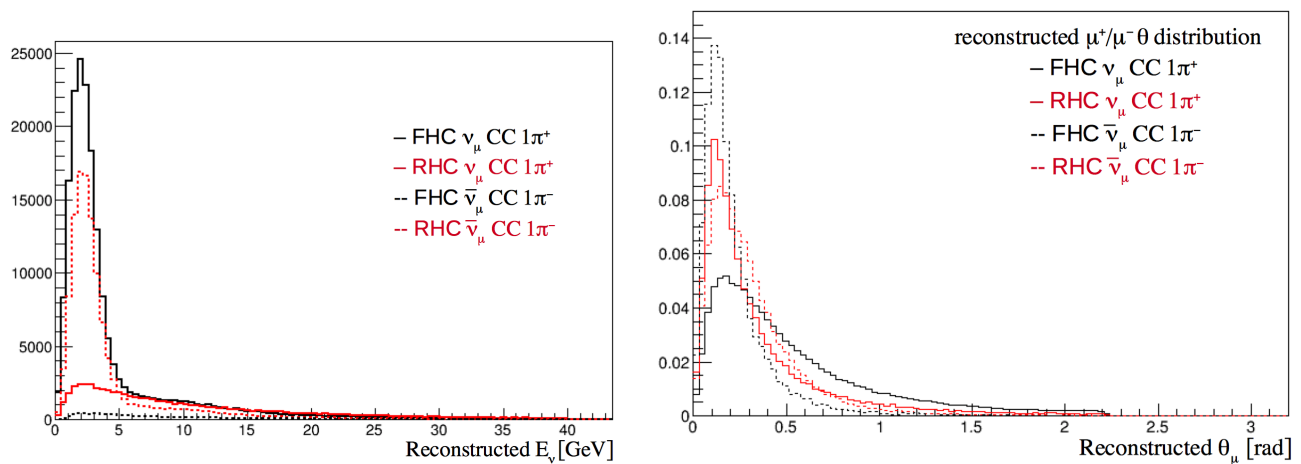 25000
20000
15000
10000
5000
0
0 5 10 15 20 25 30 35 40
Reconstructed Eν [GeV]
FHC νμ CC 1π⁺
RHC νμ CC 1π⁺
FHC ν̅μ CC 1π⁻
RHC ν̅μ CC 1π⁻
0.14
0.12
0.1
0.08
0.06
0.04
0.02
0
0 0.5 1 1.5 2 2.5 3
Reconstructed θμ [rad]
reconstructed μ⁺/μ⁻ θ distribution
FHC νμ CC 1π⁺
RHC νμ CC 1π⁺
FHC ν̅μ CC 1π⁻
RHC ν̅μ CC 1π⁻